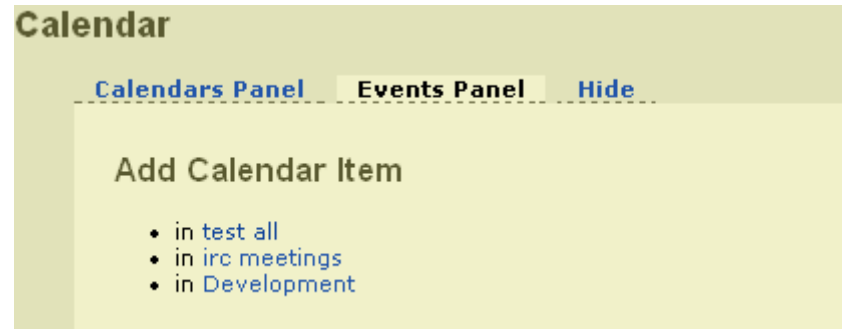 Calendar
Calendars Panel Events Panel Hide
Add Calendar Item
in test all
in irc meetings
in Development